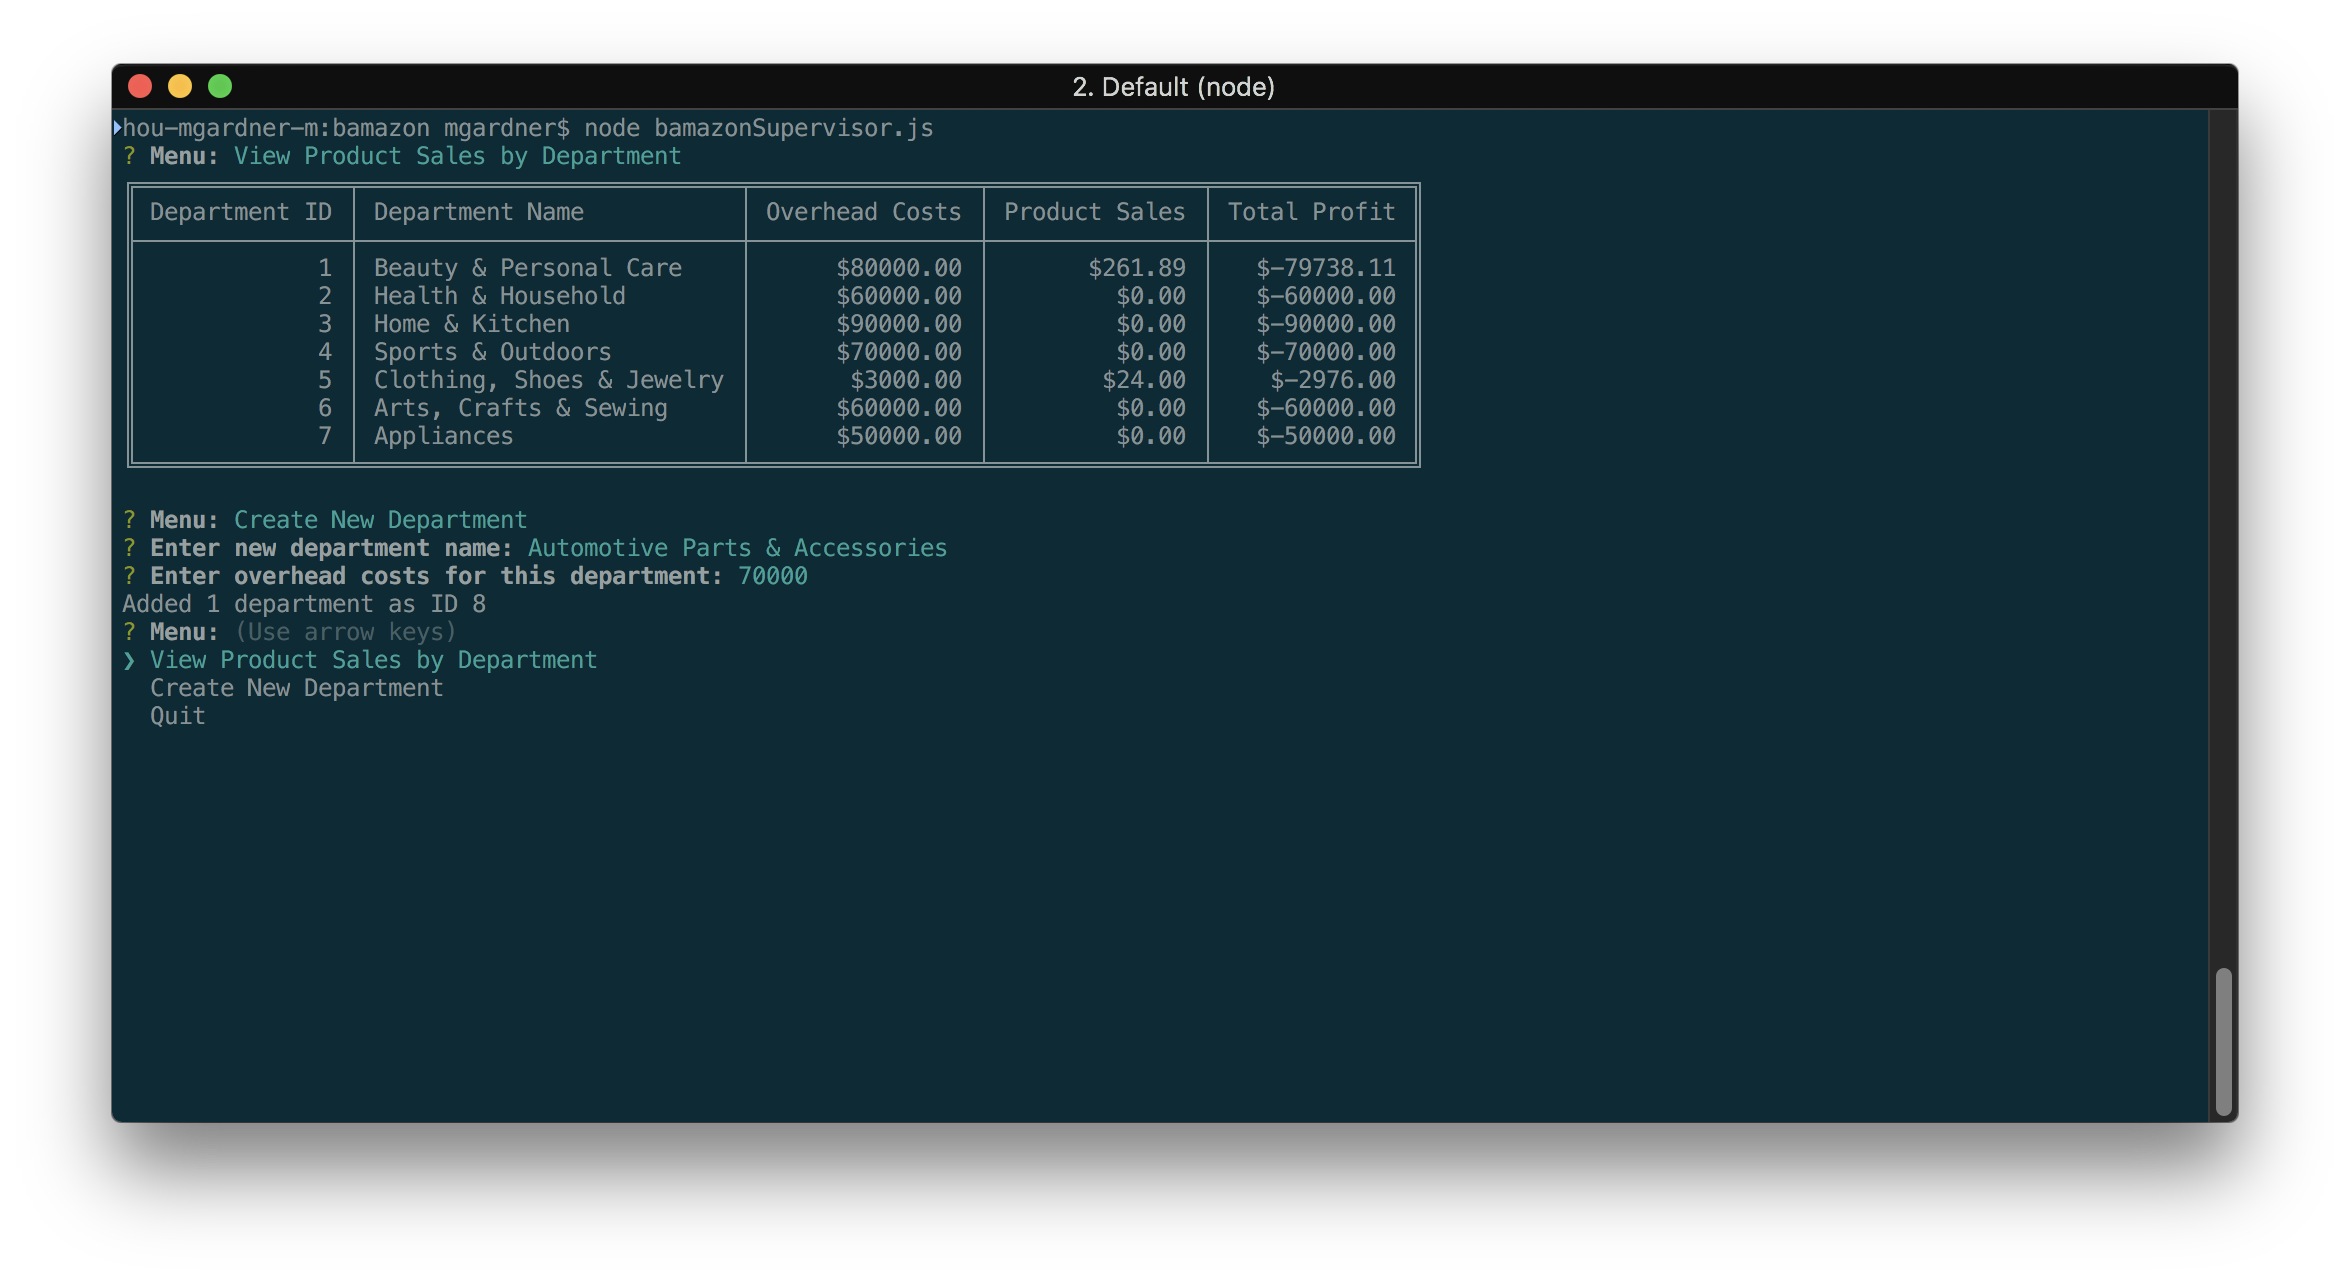 2. Default (node)
hou-mgardner-m:bamazon mgardner$ node bamazonSupervisor.js
? Menu: View Product Sales by Department
Department ID Department Name Overhead Costs Product Sales Total Profit
1 Beauty & Personal Care $80000.00 $261.89 $-79738.11
2 Health & Household $60000.00 $0.00 $-60000.00
3 Home & Kitchen $90000.00 $0.00 $-90000.00
4 Sports & Outdoors $70000.00 $0.00 $-70000.00
5 Clothing, Shoes & Jewelry $3000.00 $24.00 $-2976.00
6 Arts, Crafts & Sewing $60000.00 $0.00 $-60000.00
7 Appliances $50000.00 $0.00 $-50000.00
? Menu: Create New Department
? Enter new department name: Automotive Parts & Accessories
? Enter overhead costs for this department: 70000
Added 1 department as ID 8
? Menu: (Use arrow keys)
❯ View Product Sales by Department
Create New Department
Quit